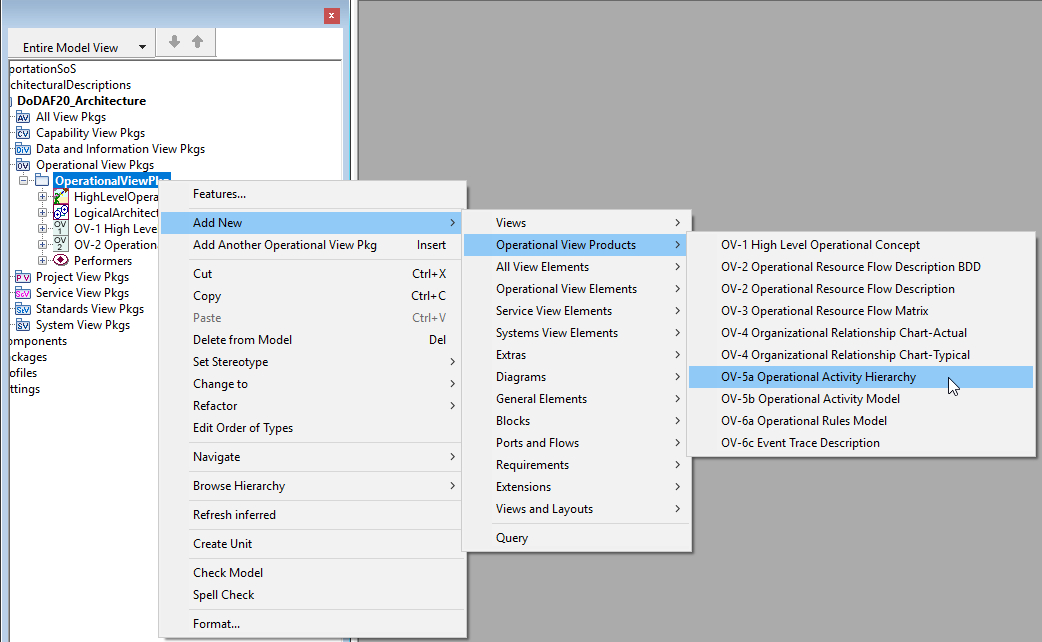 Entire Model View
portationSoS
chitecturalDescriptions
DoDAF20_Architecture
AV All View Pkgs
CV Capability View Pkgs
DIV Data and Information View Pkgs
OV Operational View Pkgs
OperationalViewPk
HighLevelOpera
LogicalArchitect
OV 1 OV-1 High Leve
OV 2 OV-2 Operation
Performers
PV Project View Pkgs
SvcV Service View Pkgs
StdV Standards View Pkgs
SV System View Pkgs
omponents
ckages
ofiles
ttings
Features...
Add New
Add Another Operational View Pkg Insert
Cut Ctrl+X
Copy Ctrl+C
Paste Ctrl+V
Delete from Model Del
Set Stereotype
Change to
Refactor
Edit Order of Types
Navigate
Browse Hierarchy
Refresh inferred
Create Unit
Check Model
Spell Check
Format...
Views
Operational View Products
All View Elements
Operational View Elements
Service View Elements
Systems View Elements
Extras
Diagrams
General Elements
Blocks
Ports and Flows
Requirements
Extensions
Views and Layouts
Query
OV-1 High Level Operational Concept
OV-2 Operational Resource Flow Description BDD
OV-2 Operational Resource Flow Description
OV-3 Operational Resource Flow Matrix
OV-4 Organizational Relationship Chart-Actual
OV-4 Organizational Relationship Chart-Typical
OV-5a Operational Activity Hierarchy
OV-5b Operational Activity Model
OV-6a Operational Rules Model
OV-6c Event Trace Description